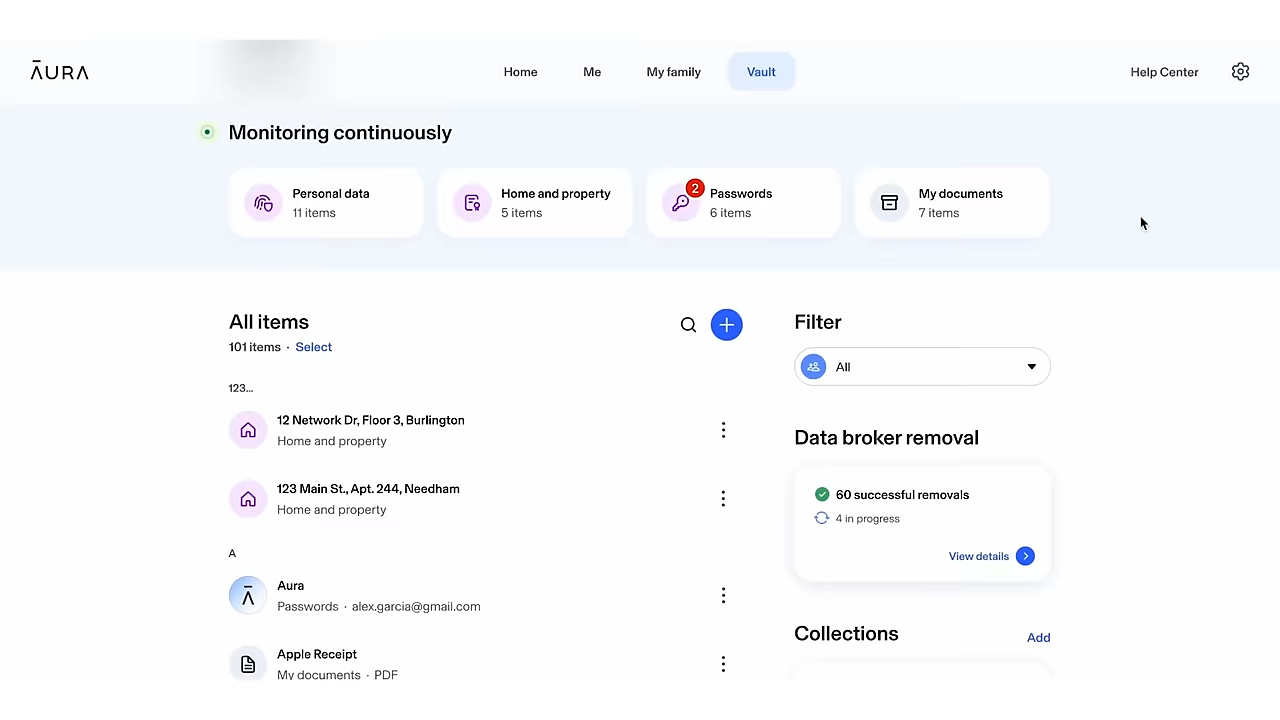 ĀURA
Home
Me
My family
Vault
Help Center
Monitoring continuously
Personal data
11 items
Home and property
5 items
2
Passwords
6 items
My documents
7 items
All items
101 items · Select
123...
12 Network Dr, Floor 3, Burlington
Home and property
123 Main St., Apt. 244, Needham
Home and property
A
Ā
Aura
Passwords · alex.garcia@gmail.com
Apple Receipt
My documents · PDF
Filter
All
Data broker removal
60 successful removals
4 in progress
View details
Collections
Add